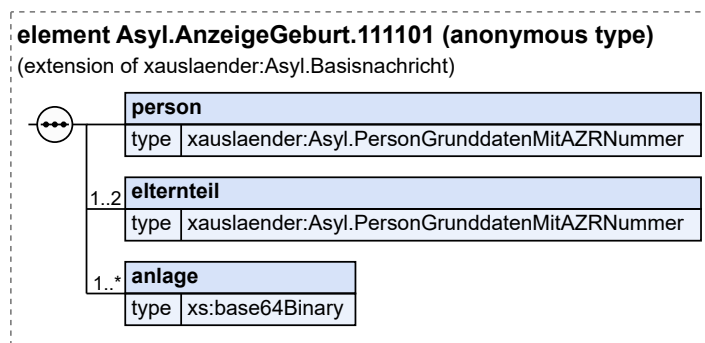 element Asyl.AnzeigeGeburt.111101 (anonymous type)
(extension of xauslaender:Asyl.Basisnachricht)
person
type xauslaender:Asyl.PersonGrunddatenMitAZRNummer
1..2 elternteil
type xauslaender:Asyl.PersonGrunddatenMitAZRNummer
1..* anlage
type xs:base64Binary